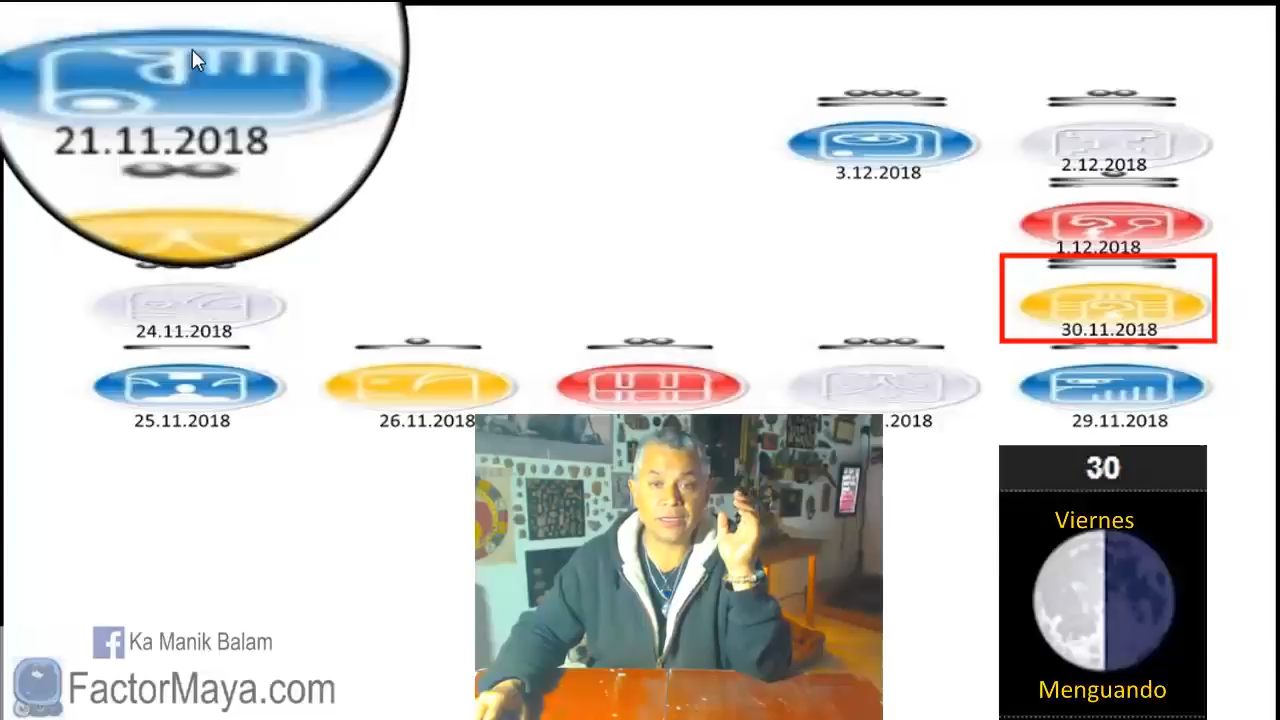 21.11.2018
3.12.2018
2.12.2018
1.12.2018
24.11.2018
30.11.2018
25.11.2018
26.11.2018
.2018
29.11.2018
30
Viernes
Menguando
Ka Manik Balam
FactorMaya.com